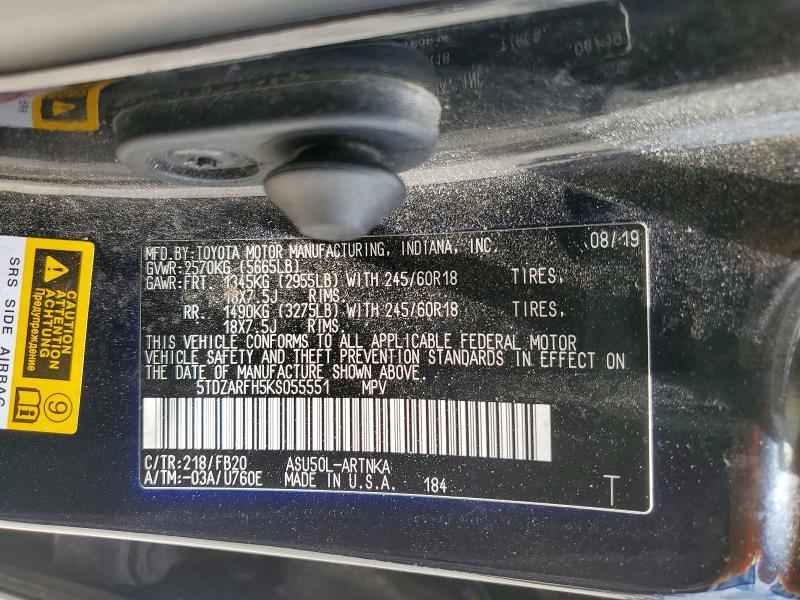 MFD.BY:TOYOTA MOTOR MANUFACTURING, INDIANA, INC. 08/19
GVWR:2570KG (5665LB)
GAWR:FRT 1345KG (2955LB) WITH 245/60R18 TIRES,
18X7.5J RIMS.
RR. 1490KG (3275LB) WITH 245/60R18 TIRES,
18X7.5J RIMS.
THIS VEHICLE CONFORMS TO ALL APPLICABLE FEDERAL MOTOR
VEHICLE SAFETY AND THEFT PREVENTION STANDARDS IN EFFECT ON
THE DATE OF MANUFACTURE SHOWN ABOVE.
5TDZARFH5KS055551 MPV
C/TR:218/FB20 ASU50L-ARTNKA
A/TM:-03A/U760E MADE IN U.S.A. 184 T
CAUTION
ATTENTION
ACHTUNG
Предупреждение
9
SRS SIDE AIRBAG